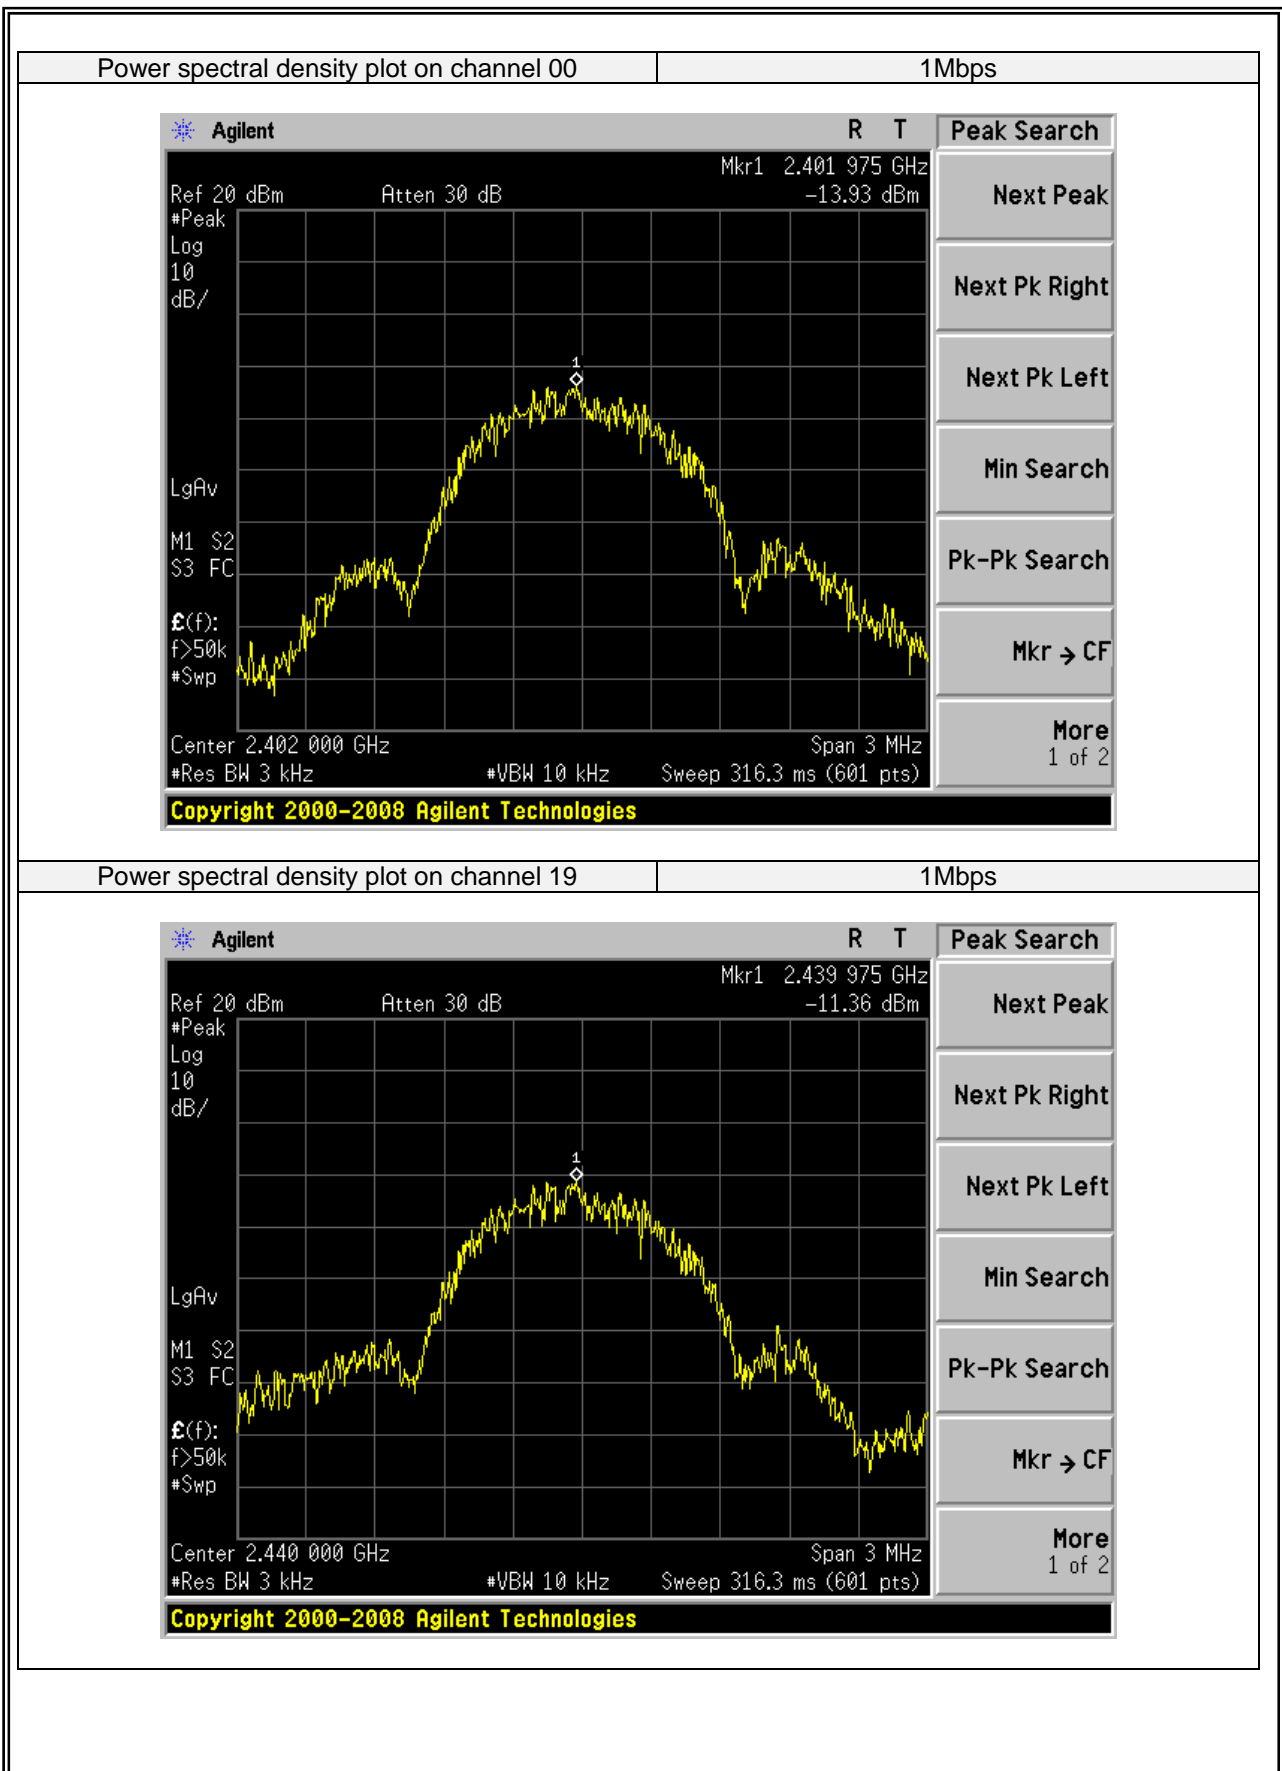 Power spectral density plot on channel 00 1Mbps
Agilent R T Peak Search
Mkr1 2.401 975 GHz
Ref 20 dBm Atten 30 dB -13.93 dBm
#Peak
Log
10
dB/
1
LgAv
M1 S2
S3 FC
£(f):
f>50k
#Swp
Center 2.402 000 GHz Span 3 MHz
#Res BW 3 kHz #VBW 10 kHz Sweep 316.3 ms (601 pts)
Copyright 2000-2008 Agilent Technologies
Next Peak
Next Pk Right
Next Pk Left
Min Search
Pk-Pk Search
Mkr → CF
More
1 of 2
Power spectral density plot on channel 19 1Mbps
Agilent R T Peak Search
Mkr1 2.439 975 GHz
Ref 20 dBm Atten 30 dB -11.36 dBm
#Peak
Log
10
dB/
1
LgAv
M1 S2
S3 FC
£(f):
f>50k
#Swp
Center 2.440 000 GHz Span 3 MHz
#Res BW 3 kHz #VBW 10 kHz Sweep 316.3 ms (601 pts)
Copyright 2000-2008 Agilent Technologies
Next Peak
Next Pk Right
Next Pk Left
Min Search
Pk-Pk Search
Mkr → CF
More
1 of 2